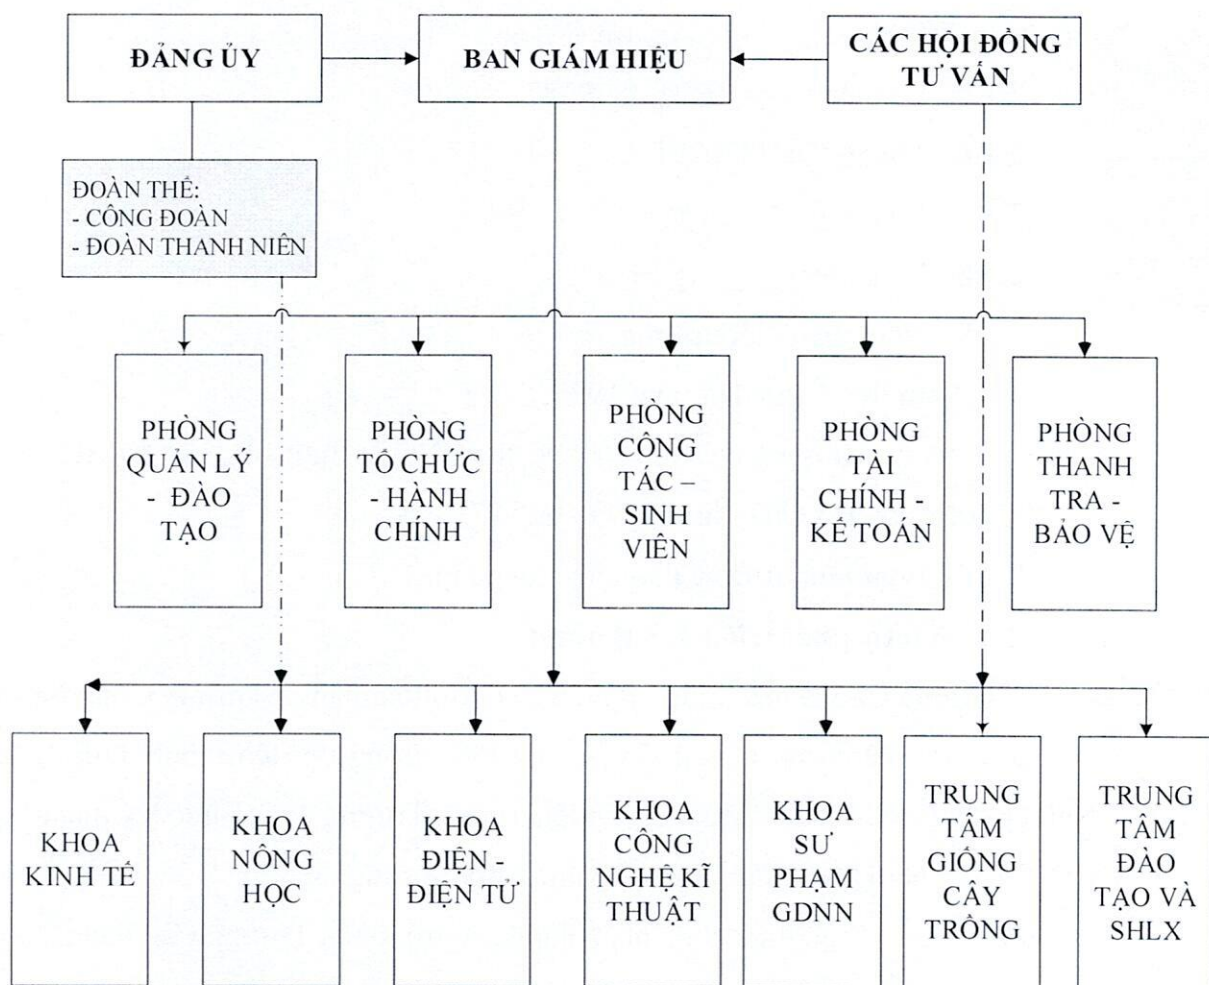 ĐẢNG ỦY
BAN GIÁM HIỆU
CÁC HỘI ĐỒNG
TƯ VẤN
ĐOÀN THỂ:
- CÔNG ĐOÀN
- ĐOÀN THANH NIÊN
PHÒNG
QUẢN LÝ
- ĐÀO
TẠO
PHÒNG
TỔ CHỨC
- HÀNH
CHÍNH
PHÒNG
CÔNG
TÁC –
SINH
VIÊN
PHÒNG
TÀI
CHÍNH -
KẾ TOÁN
PHÒNG
THANH
TRA -
BẢO VỆ
KHOA
KINH TẾ
KHOA
NÔNG
HỌC
KHOA
ĐIỆN -
ĐIỆN TỬ
KHOA
CÔNG
NGHỆ KĨ
THUẬT
KHOA
SƯ
PHẠM
GDNN
TRUNG
TÂM
GIỐNG
CÂY
TRỒNG
TRUNG
TÂM
ĐÀO
TẠO VÀ
SHLX